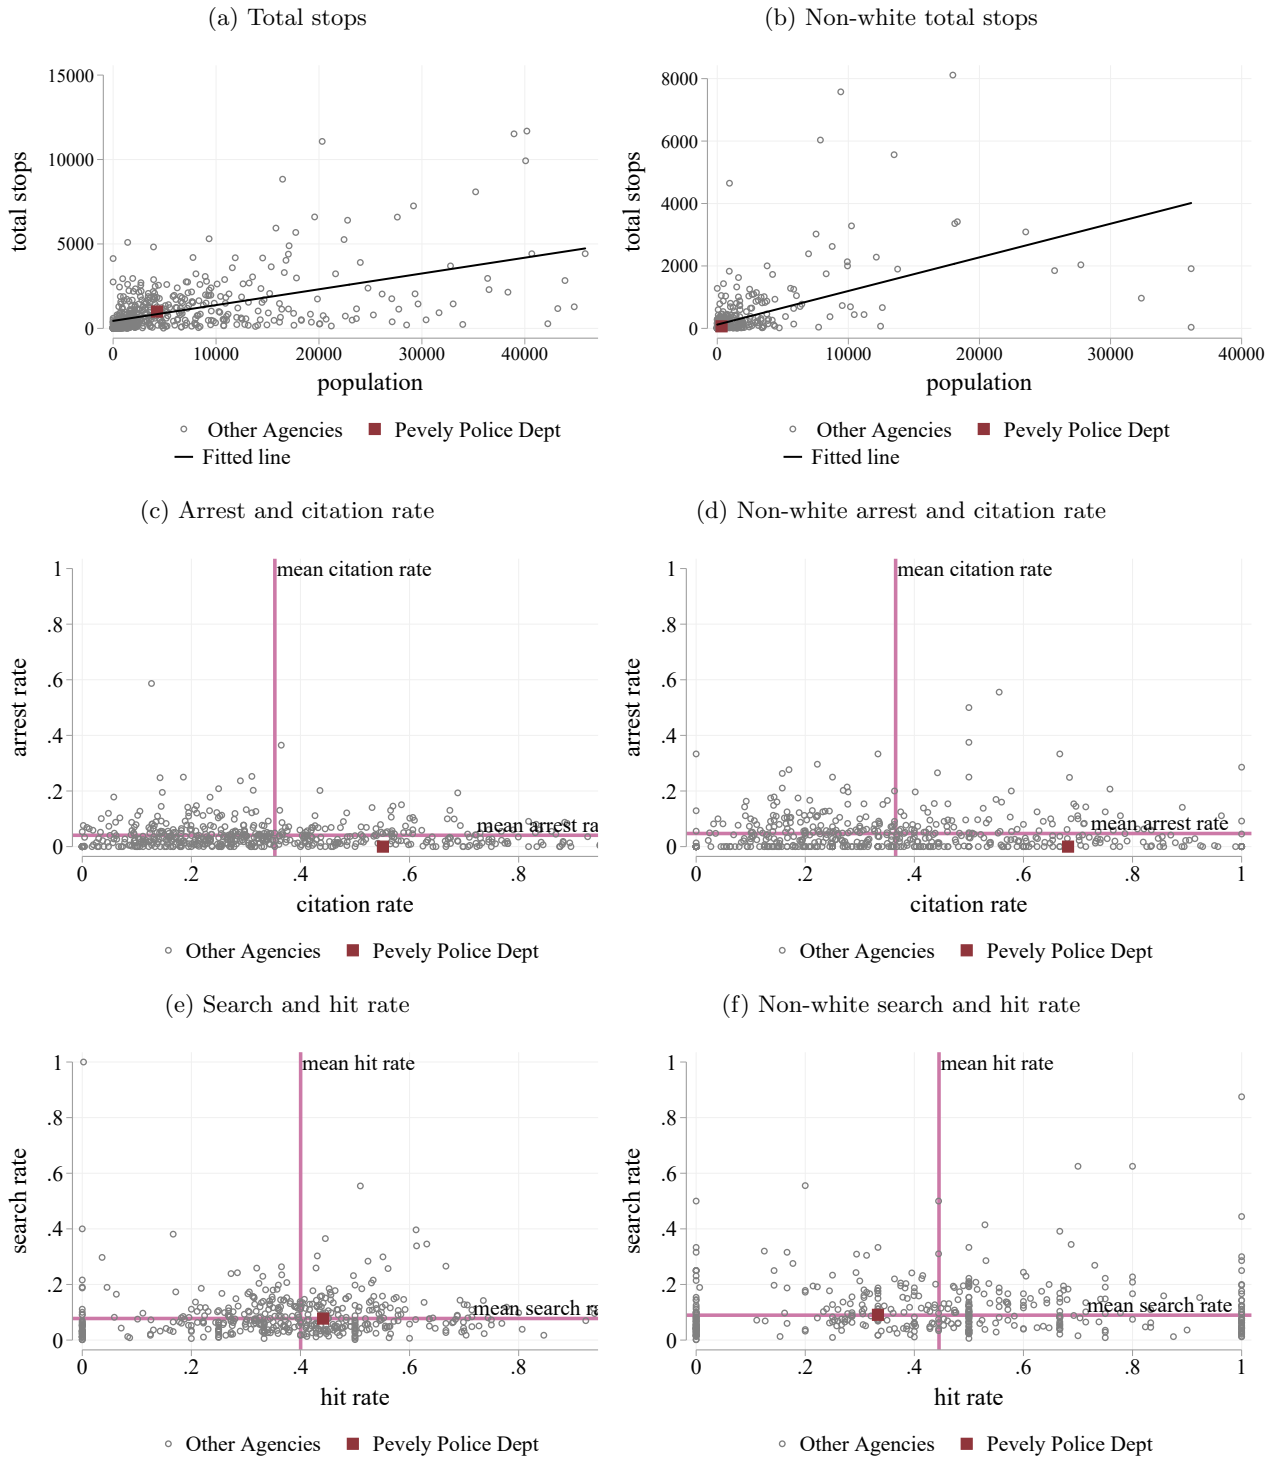 (a) Total stops
(b) Non-white total stops
15000
10000
5000
0
total stops
0 10000 20000 30000 40000
population
Other Agencies Pevely Police Dept
Fitted line
8000
6000
4000
2000
0
total stops
0 10000 20000 30000 40000
population
Other Agencies Pevely Police Dept
Fitted line
(c) Arrest and citation rate
(d) Non-white arrest and citation rate
mean citation rate
1
.8
.6
.4
.2
0
arrest rate
mean arrest ra
0 .2 .4 .6 .8
citation rate
Other Agencies Pevely Police Dept
mean citation rate
1
.8
.6
.4
.2
0
arrest rate
mean arrest rate
0 .2 .4 .6 .8 1
citation rate
Other Agencies Pevely Police Dept
(e) Search and hit rate
(f) Non-white search and hit rate
mean hit rate
1
.8
.6
.4
.2
0
search rate
mean search ra
0 .2 .4 .6 .8
hit rate
Other Agencies Pevely Police Dept
mean hit rate
1
.8
.6
.4
.2
0
search rate
mean search rate
0 .2 .4 .6 .8 1
hit rate
Other Agencies Pevely Police Dept